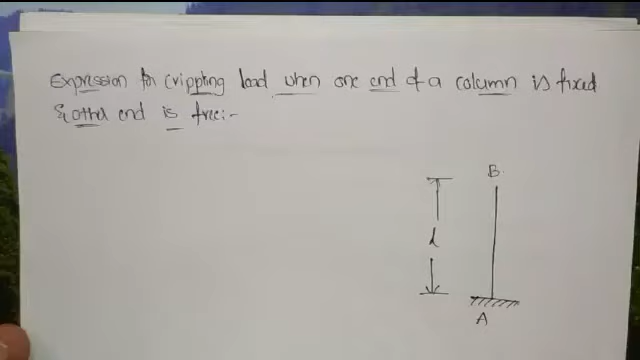 Expression for Crippling load when one end of a column is fixed
& other end is free:-
B
l
A